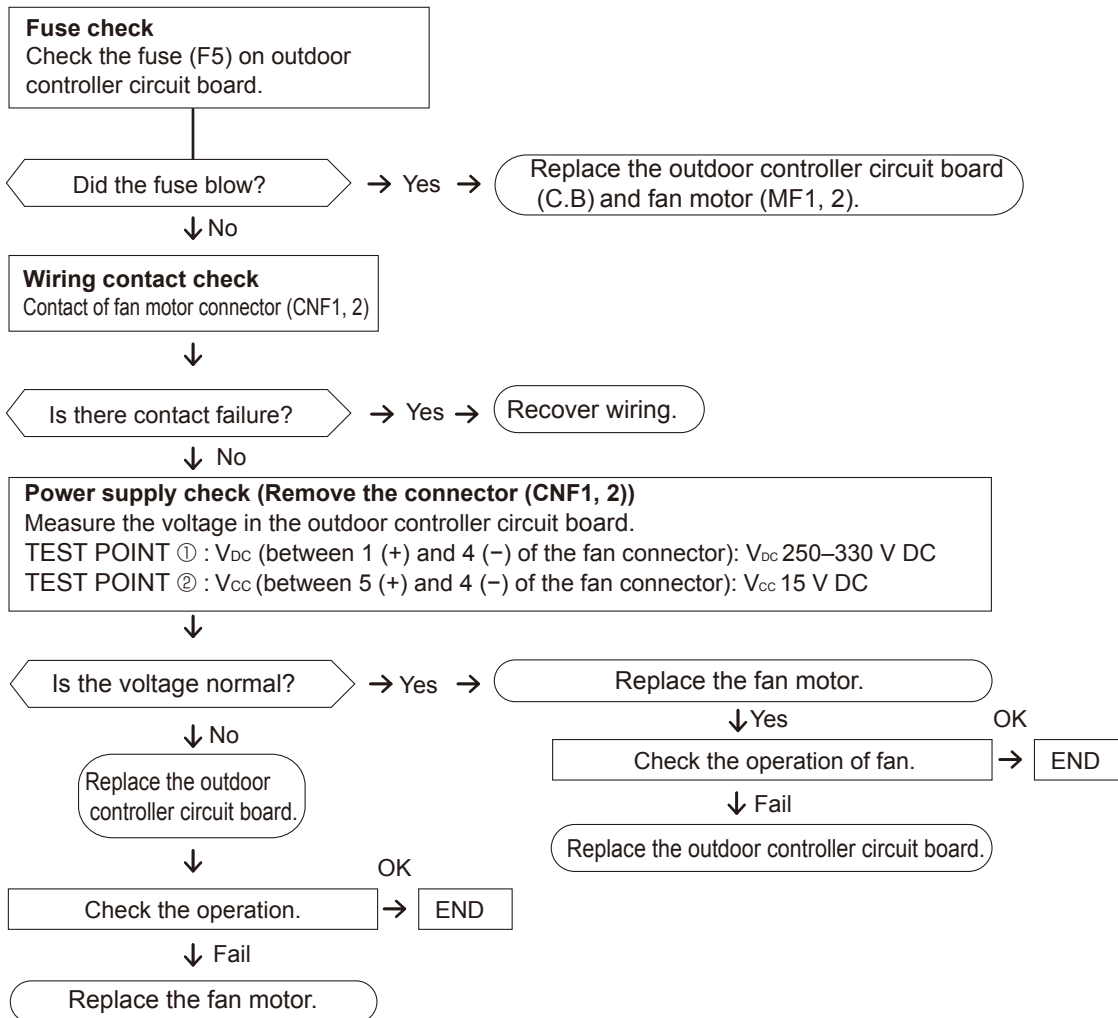 Fuse check
Check the fuse (F5) on outdoor
controller circuit board.
Did the fuse blow?
Yes
Replace the outdoor controller circuit board
(C.B) and fan motor (MF1, 2).
No
Wiring contact check
Contact of fan motor connector (CNF1, 2)
Is there contact failure?
Yes
Recover wiring.
No
Power supply check (Remove the connector (CNF1, 2))
Measure the voltage in the outdoor controller circuit board.
TEST POINT ① : VDC (between 1 (+) and 4 (−) of the fan connector): VDC 250–330 V DC
TEST POINT ② : VCC (between 5 (+) and 4 (−) of the fan connector): VCC 15 V DC
Is the voltage normal?
Yes
Replace the fan motor.
Yes
Check the operation of fan.
OK
END
Fail
Replace the outdoor controller circuit board.
No
Replace the outdoor
controller circuit board.
Check the operation.
OK
END
Fail
Replace the fan motor.